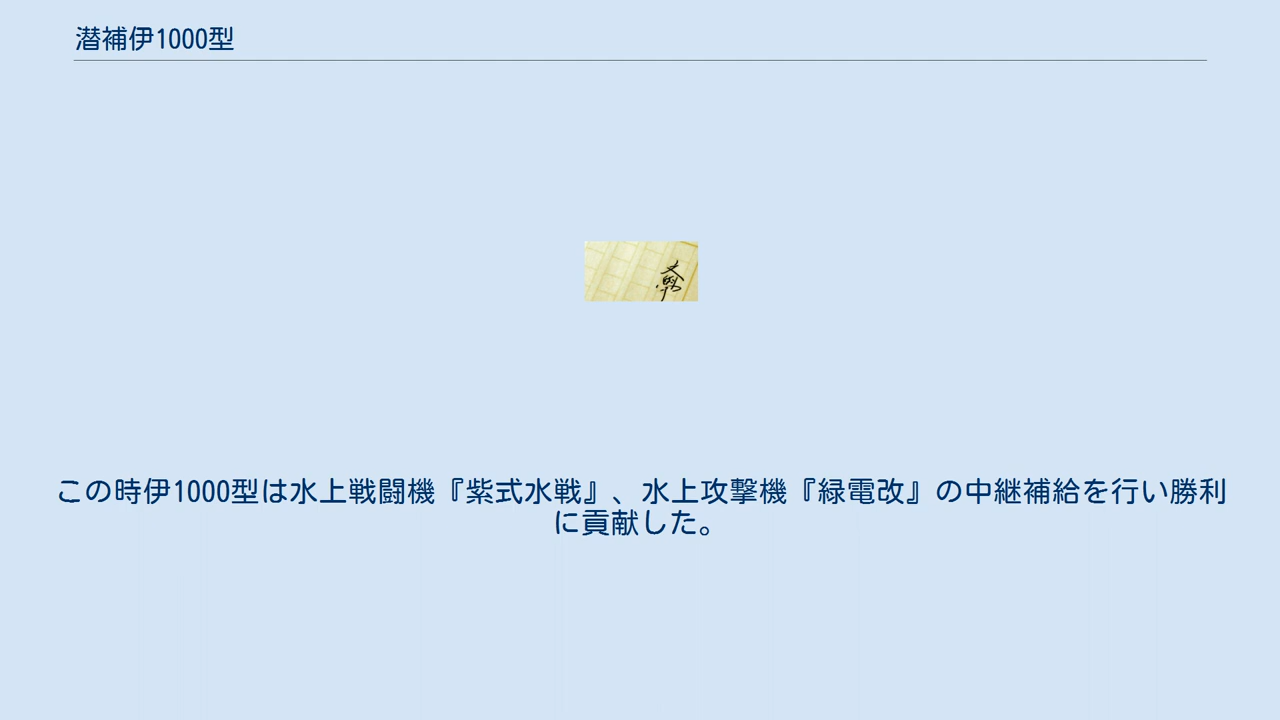 潜補伊1000型
この時伊1000型は水上戦闘機『紫式水戦』、水上攻撃機『緑電改』の中継補給を行い勝利
に貢献した。